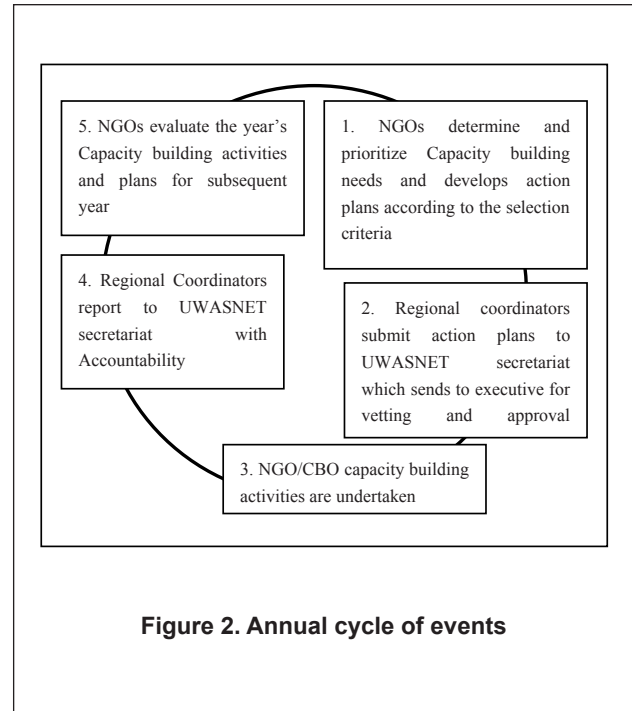 1. NGOs determine and
prioritize Capacity building
needs and develops action
plans according to the selection
criteria
2. Regional coordinators
submit action plans to
UWASNET secretariat
which sends to executive for
vetting and approval
3. NGO/CBO capacity building
activities are undertaken
4. Regional Coordinators
report to UWASNET
secretariat with
Accountability
5. NGOs evaluate the year’s
Capacity building activities
and plans for subsequent
year
Figure 2. Annual cycle of events